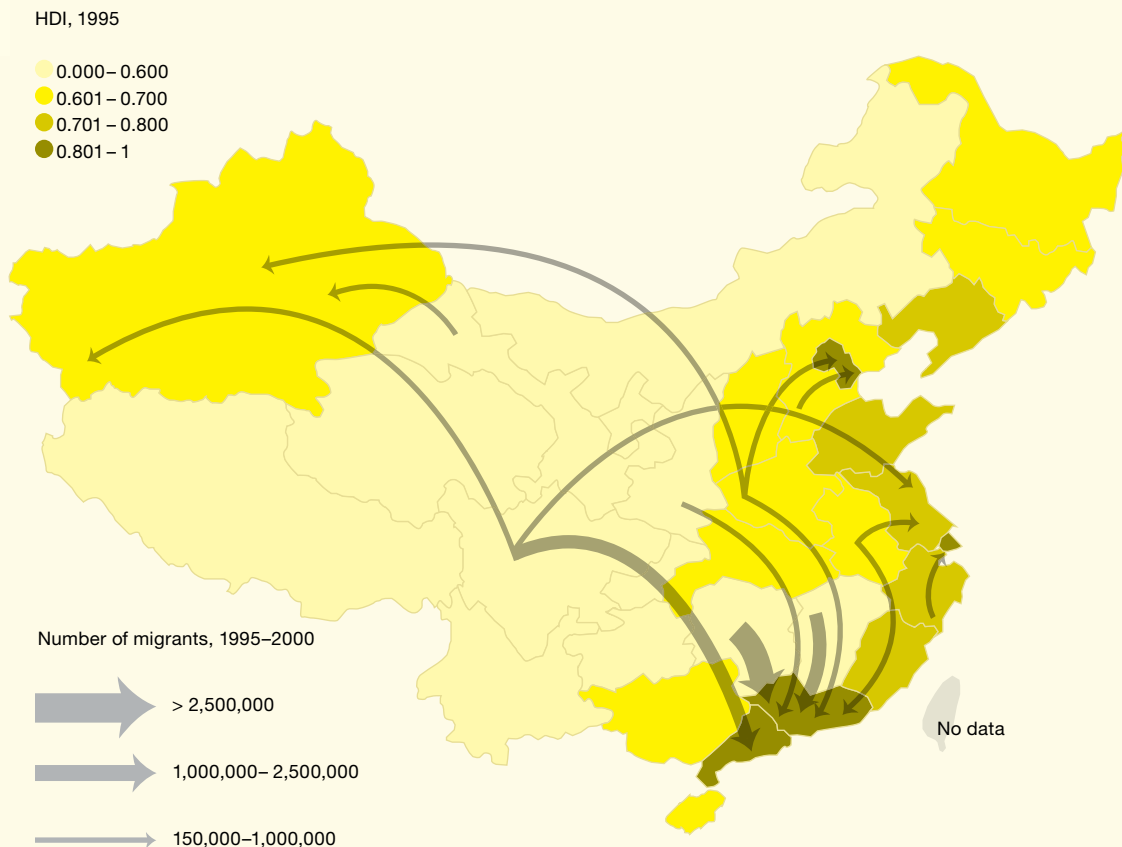 HDI, 1995
0.000–0.600
0.601–0.700
0.701–0.800
0.801–1
Number of migrants, 1995–2000
> 2,500,000
1,000,000–2,500,000
150,000–1,000,000
No data